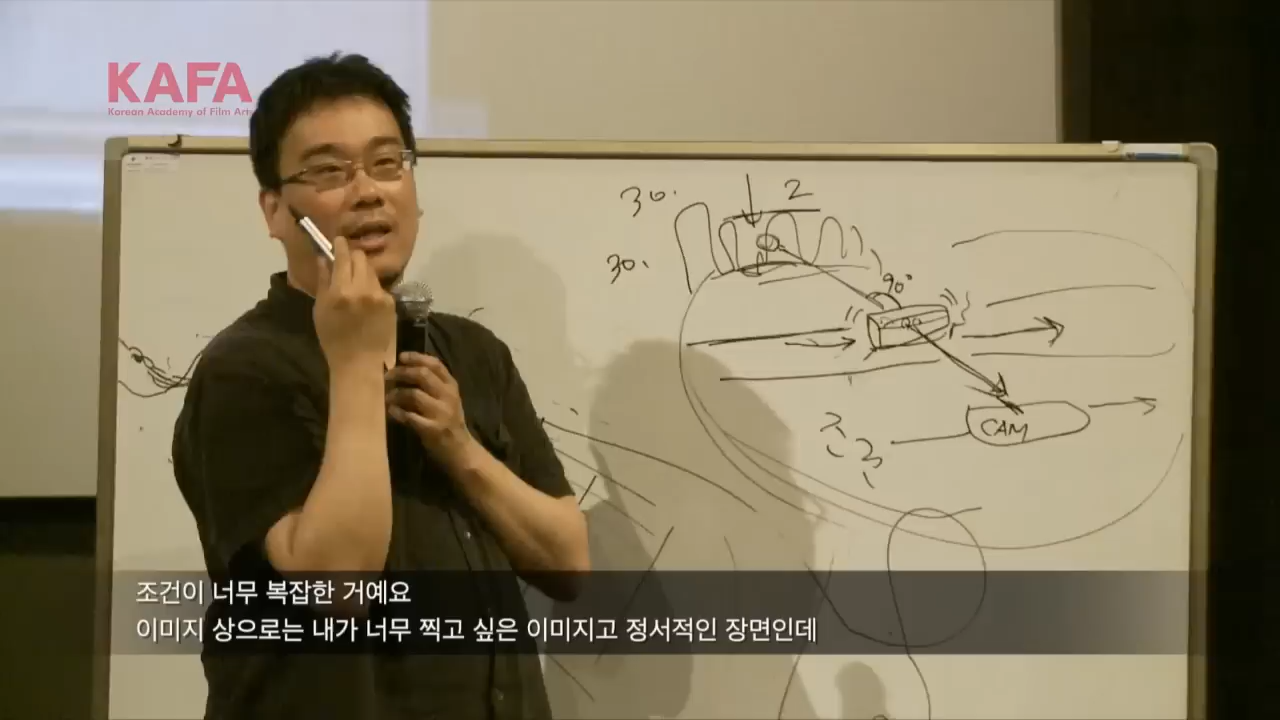 KAFA
Korean Academy of Film Arts
30.
2
30.
90°
CAM
조건이 너무 복잡한 거예요
이미지 상으로는 내가 너무 찍고 싶은 이미지고 정서적인 장면인데